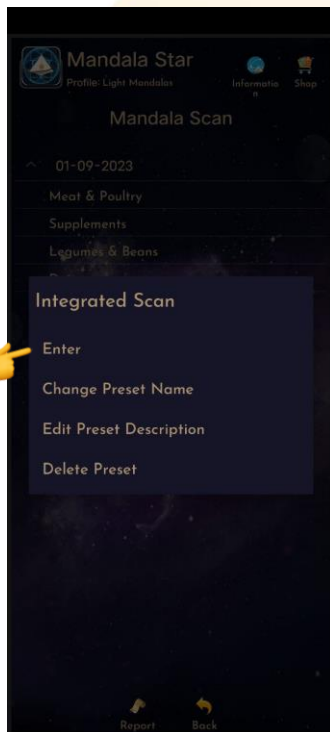 Mandala Star
Profile: Light Mandalas
Informatio
n
Shop
Mandala Scan
01-09-2023
Meat & Poultry
Supplements
Legumes & Beans
Integrated Scan
Enter
Change Preset Name
Edit Preset Description
Delete Preset
Report
Back